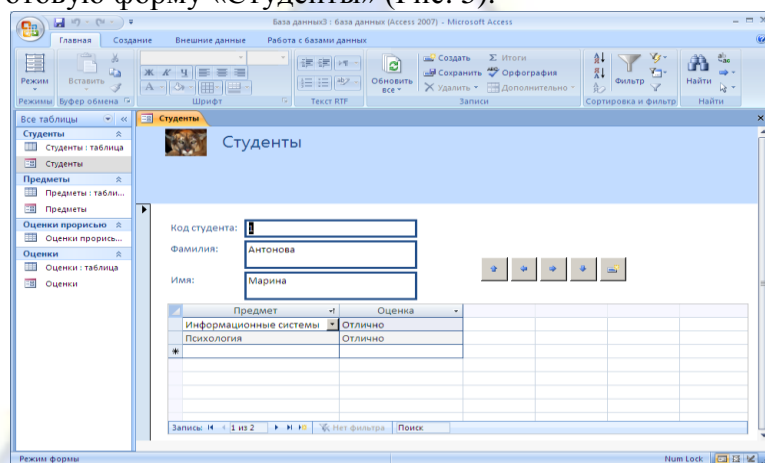 отовую форму «Студенты» (Рис. 3).
База данных3 : база данных (Access 2007) - Microsoft Access
Главная Создание Внешние данные Работа с базами данных
Режим
Режимы
Вставить
Буфер обмена
Ж К Ч
Шрифт
Текст RTF
Обновить все
Создать
Сохранить
Удалить
Σ Итоги
Орфография
Дополнительно
Записи
Фильтр
Сортировка и фильтр
Найти
Найти
Все таблицы
Студенты
Студенты : таблица
Студенты
Предметы
Предметы : табли...
Предметы
Оценки прорисью
Оценки прорись...
Оценки
Оценки : таблица
Оценки
Студенты
Студенты
Код студента: 1
Фамилия: Антонова
Имя: Марина
Предмет Оценка
Информационные системы Отлично
Психология Отлично
Записи: 1 из 2 Нет фильтра Поиск
Режим формы Num Lock